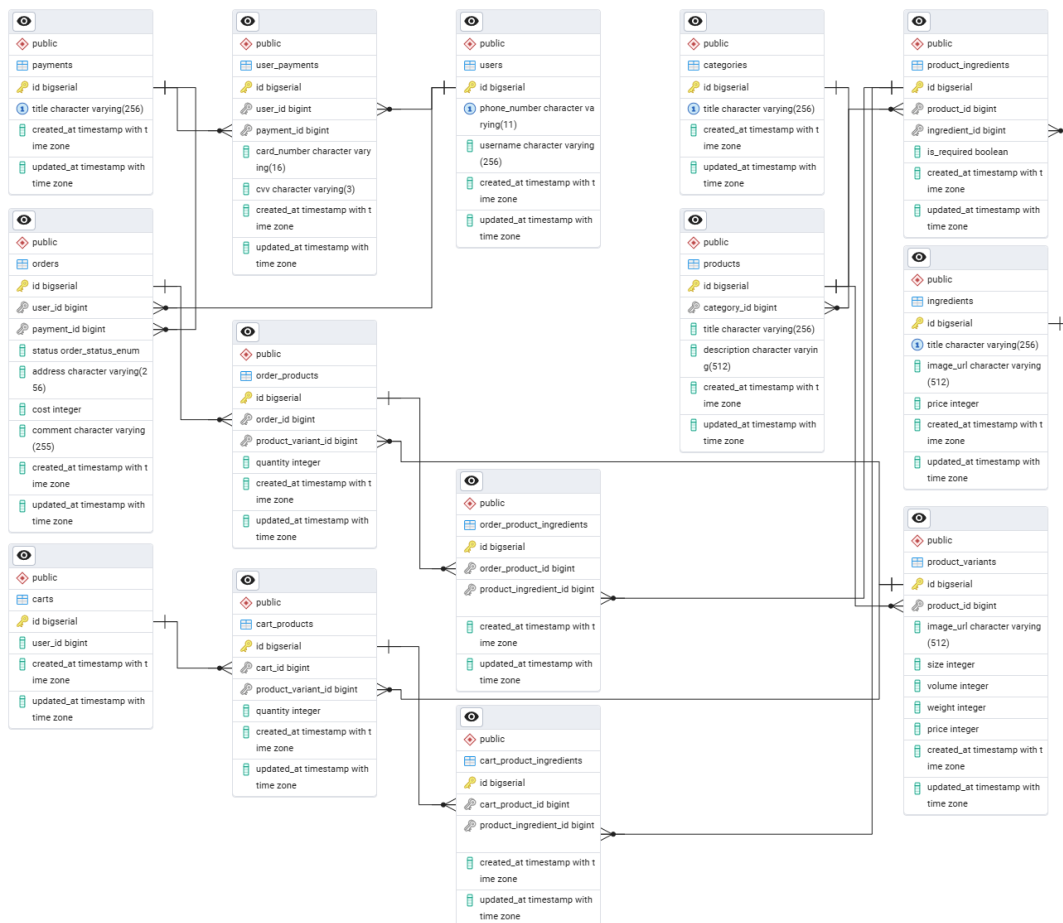 public
payments
id bigserial
title character varying(256)
created_at timestamp with t
ime zone
updated_at timestamp with
time zone
public
user_payments
id bigserial
user_id bigint
payment_id bigint
card_number character vary
ing(16)
cvv character varying(3)
created_at timestamp with t
ime zone
updated_at timestamp with
time zone
public
users
id bigserial
phone_number character va
rying(11)
username character varying
(256)
created_at timestamp with t
ime zone
updated_at timestamp with
time zone
public
categories
id bigserial
title character varying(256)
created_at timestamp with t
ime zone
updated_at timestamp with
time zone
public
product_ingredients
id bigserial
product_id bigint
ingredient_id bigint
is_required boolean
created_at timestamp with t
ime zone
updated_at timestamp with
time zone
public
orders
id bigserial
user_id bigint
payment_id bigint
status order_status_enum
address character varying(2
56)
cost integer
comment character varying
(255)
created_at timestamp with t
ime zone
updated_at timestamp with
time zone
public
order_products
id bigserial
order_id bigint
product_variant_id bigint
quantity integer
created_at timestamp with t
ime zone
updated_at timestamp with
time zone
public
products
id bigserial
category_id bigint
title character varying(256)
description character varyin
g(512)
created_at timestamp with t
ime zone
updated_at timestamp with
time zone
public
ingredients
id bigserial
title character varying(256)
image_url character varying
(512)
price integer
created_at timestamp with t
ime zone
updated_at timestamp with
time zone
public
order_product_ingredients
id bigserial
order_product_id bigint
product_ingredient_id bigint
created_at timestamp with t
ime zone
updated_at timestamp with
time zone
public
product_variants
id bigserial
product_id bigint
image_url character varying
(512)
size integer
volume integer
weight integer
price integer
created_at timestamp with t
ime zone
updated_at timestamp with
time zone
public
carts
id bigserial
user_id bigint
created_at timestamp with t
ime zone
updated_at timestamp with
time zone
public
cart_products
id bigserial
cart_id bigint
product_variant_id bigint
quantity integer
created_at timestamp with t
ime zone
updated_at timestamp with
time zone
public
cart_product_ingredients
id bigserial
cart_product_id bigint
product_ingredient_id bigint
created_at timestamp with t
ime zone
updated_at timestamp with
time zone